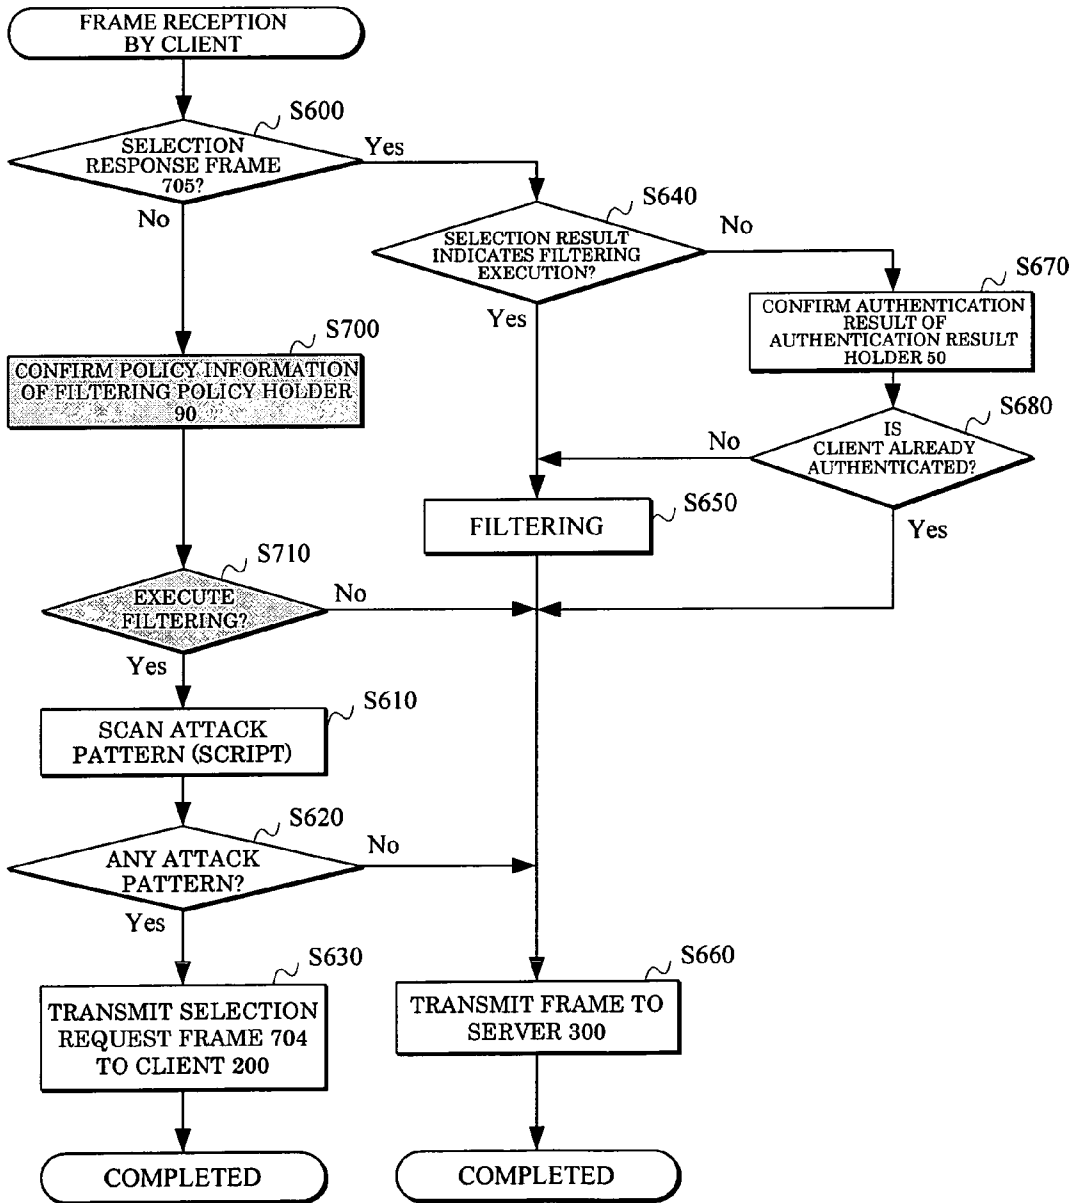 FRAME RECEPTION
BY CLIENT
S600
SELECTION
RESPONSE FRAME
705?
Yes
No
S640
SELECTION RESULT
INDICATES FILTERING
EXECUTION?
No
Yes
S670
CONFIRM AUTHENTICATION
RESULT OF
AUTHENTICATION RESULT
HOLDER 50
S700
CONFIRM POLICY INFORMATION
OF FILTERING POLICY HOLDER
90
S680
IS
CLIENT ALREADY
AUTHENTICATED?
No
Yes
S650
FILTERING
S710
EXECUTE
FILTERING?
No
Yes
S610
SCAN ATTACK
PATTERN (SCRIPT)
S620
ANY ATTACK
PATTERN?
No
Yes
S630
TRANSMIT SELECTION
REQUEST FRAME 704
TO CLIENT 200
S660
TRANSMIT FRAME TO
SERVER 300
COMPLETED
COMPLETED